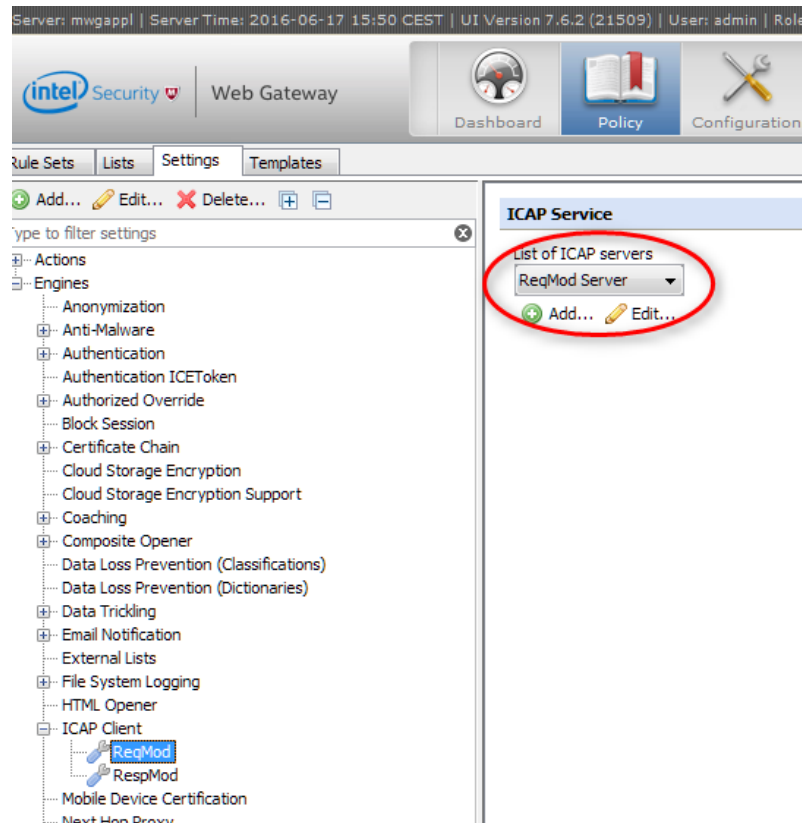 Server: mwgappl | Server Time: 2016-06-17 15:50 CEST | UI Version 7.6.2 (21509) | User: admin | Role
intel Security Web Gateway
Dashboard Policy Configuration
Rule Sets Lists Settings Templates
Add... Edit... Delete...
Type to filter settings
Actions
Engines
Anonymization
Anti-Malware
Authentication
Authentication ICEToken
Authorized Override
Block Session
Certificate Chain
Cloud Storage Encryption
Cloud Storage Encryption Support
Coaching
Composite Opener
Data Loss Prevention (Classifications)
Data Loss Prevention (Dictionaries)
Data Trickling
Email Notification
External Lists
File System Logging
HTML Opener
ICAP Client
ReqMod
RespMod
Mobile Device Certification
Next Hop Proxy
ICAP Service
List of ICAP servers
ReqMod Server
Add... Edit...